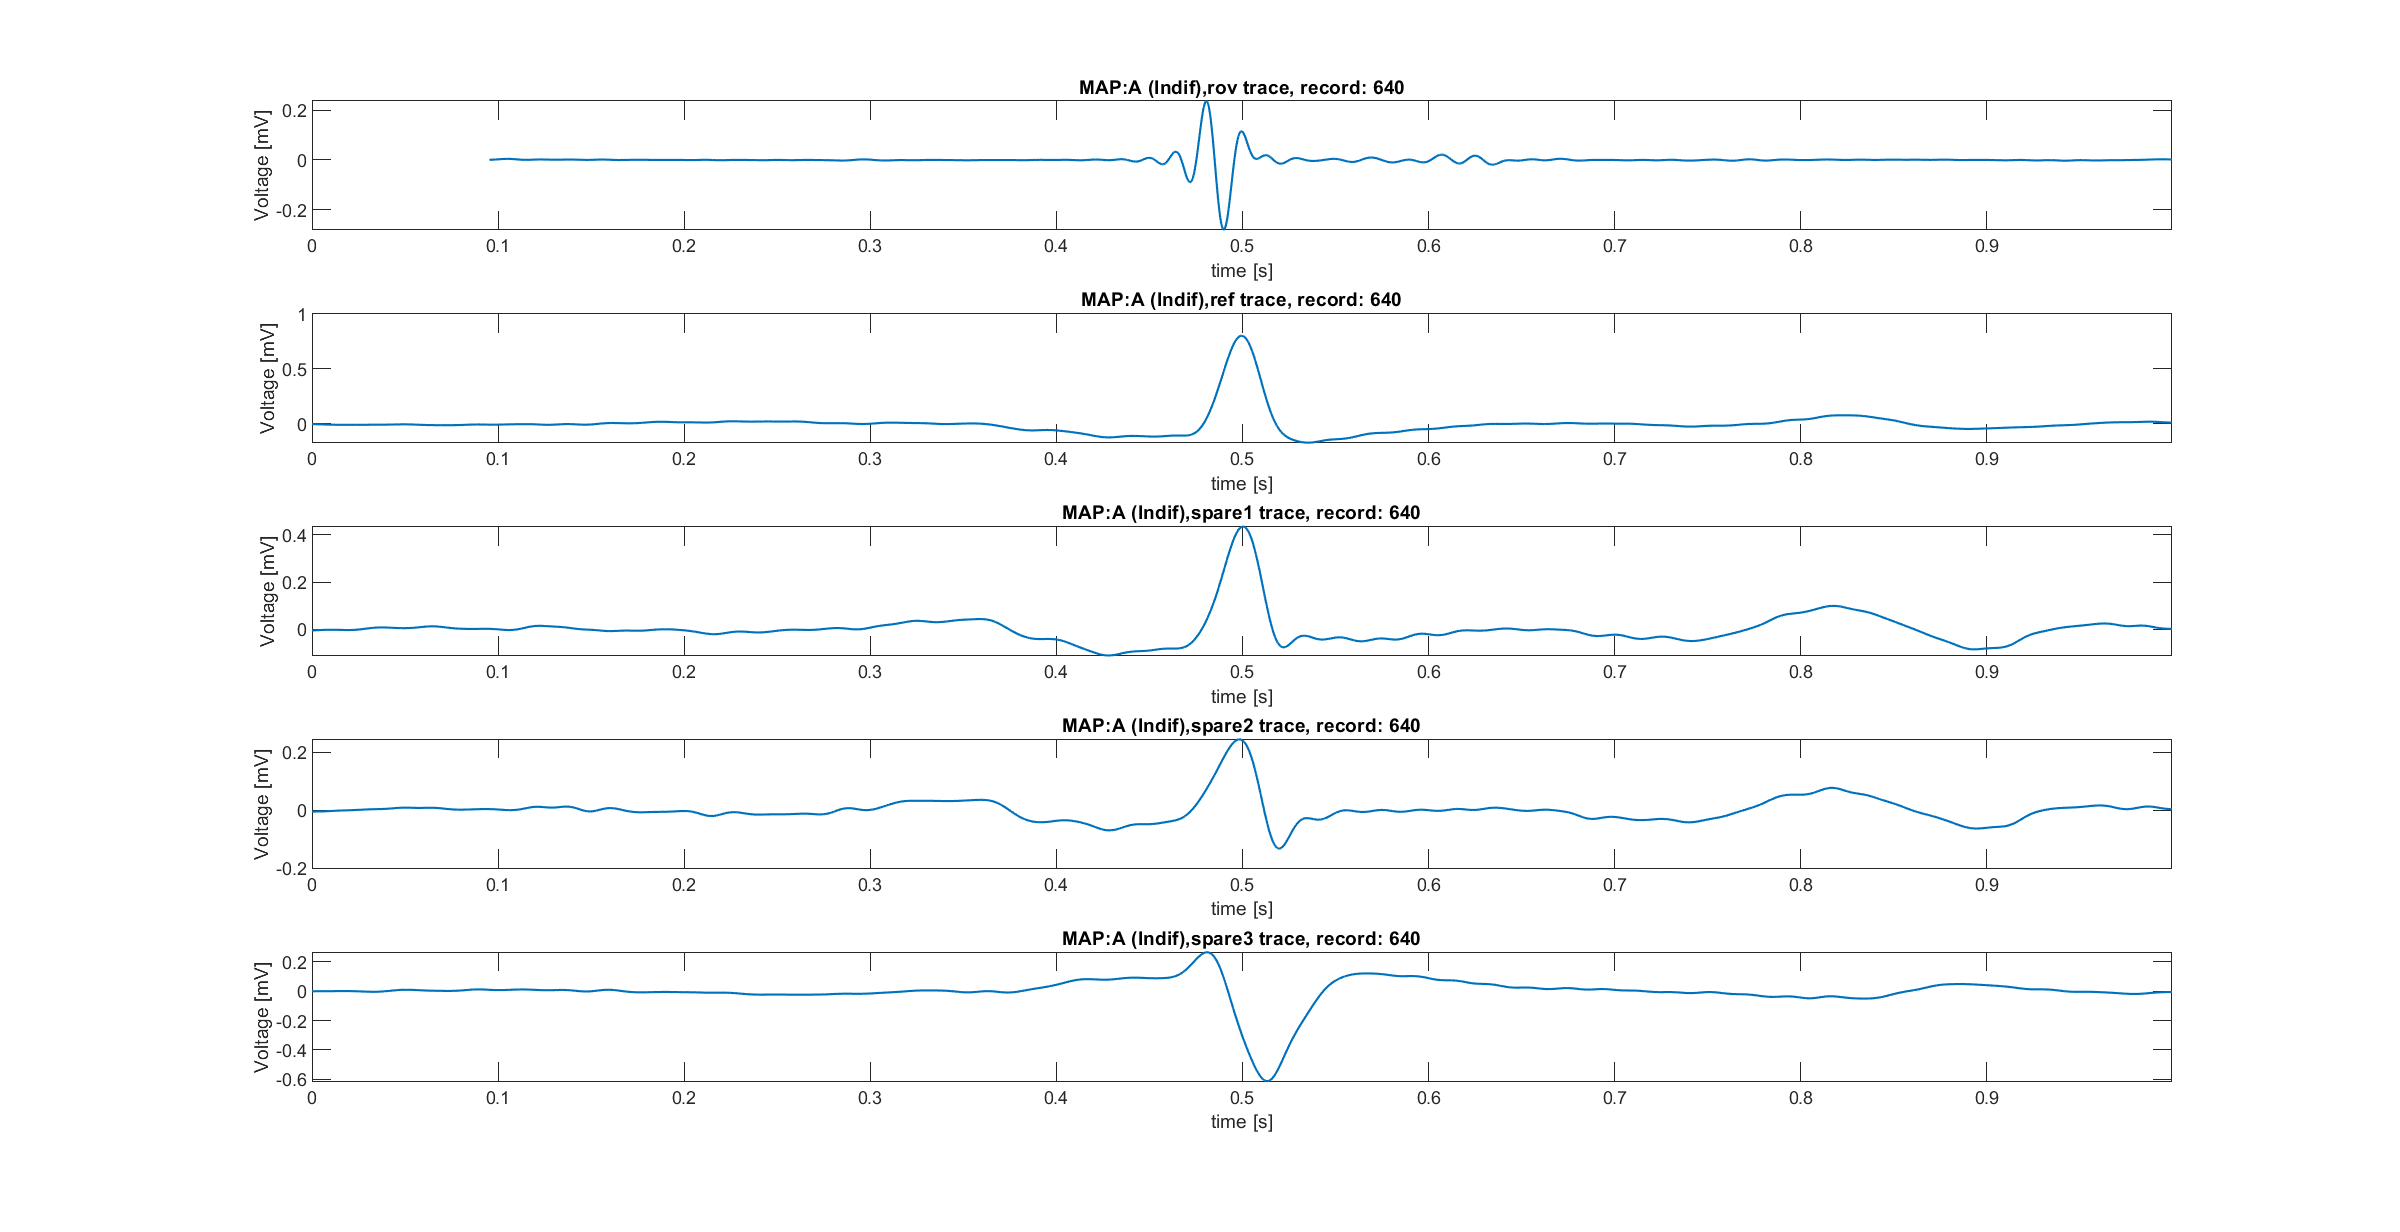 MAP:A (Indif),rov trace, record: 640
Voltage [mV]
0.2
0
-0.2
0 0.1 0.2 0.3 0.4 0.5 0.6 0.7 0.8 0.9
time [s]
MAP:A (Indif),ref trace, record: 640
Voltage [mV]
1
0.5
0
0 0.1 0.2 0.3 0.4 0.5 0.6 0.7 0.8 0.9
time [s]
MAP:A (Indif),spare1 trace, record: 640
Voltage [mV]
0.4
0.2
0
0 0.1 0.2 0.3 0.4 0.5 0.6 0.7 0.8 0.9
time [s]
MAP:A (Indif),spare2 trace, record: 640
Voltage [mV]
0.2
0
-0.2
0 0.1 0.2 0.3 0.4 0.5 0.6 0.7 0.8 0.9
time [s]
MAP:A (Indif),spare3 trace, record: 640
Voltage [mV]
0.2
0
-0.2
-0.4
-0.6
0 0.1 0.2 0.3 0.4 0.5 0.6 0.7 0.8 0.9
time [s]